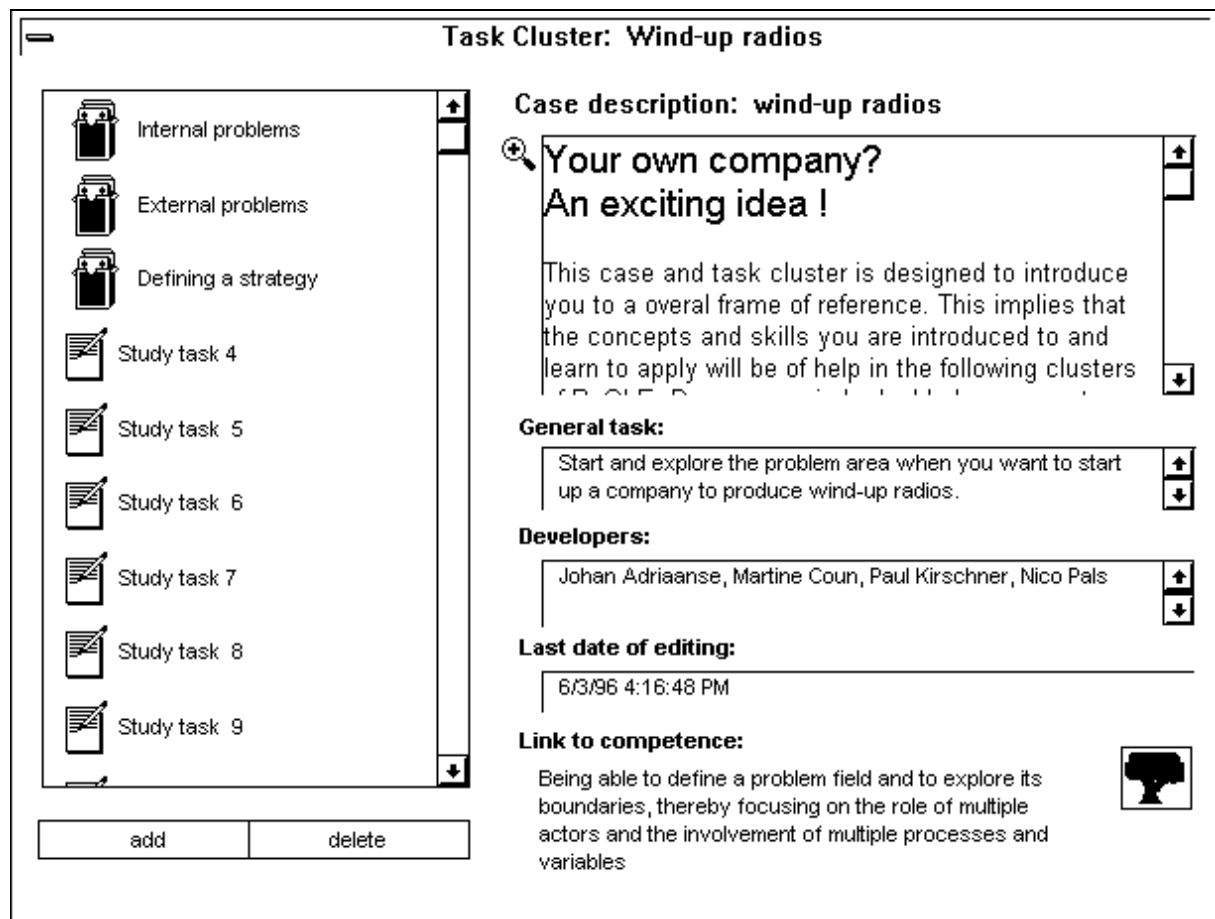 Task Cluster: Wind-up radios
Internal problems
External problems
Defining a strategy
Study task 4
Study task 5
Study task 6
Study task 7
Study task 8
Study task 9
add
delete
Case description: wind-up radios
Your own company?
An exciting idea !
This case and task cluster is designed to introduce
you to a overal frame of reference. This implies that
the concepts and skills you are introduced to and
learn to apply will be of help in the following clusters
General task:
Start and explore the problem area when you want to start
up a company to produce wind-up radios.
Developers:
Johan Adriaanse, Martine Coun, Paul Kirschner, Nico Pals
Last date of editing:
6/3/96 4:16:48 PM
Link to competence:
Being able to define a problem field and to explore its
boundaries, thereby focusing on the role of multiple
actors and the involvement of multiple processes and
variables